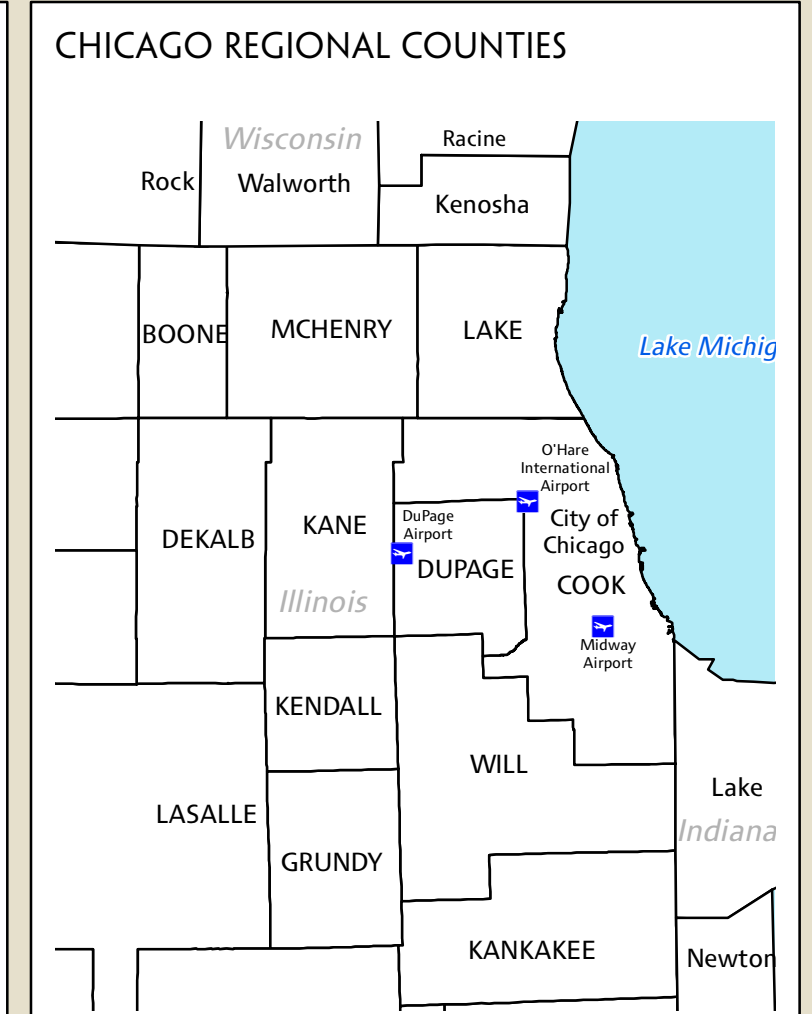 CHICAGO REGIONAL COUNTIES
Wisconsin
Racine
Rock
Walworth
Kenosha
BOONE
MCHENRY
LAKE
Lake Michig
O'Hare
International
Airport
DuPage
Airport
City of
Chicago
DEKALB
KANE
DUPAGE
COOK
Illinois
Midway
Airport
KENDALL
WILL
Lake
LASALLE
Indiana
GRUNDY
KANKAKEE
Newton